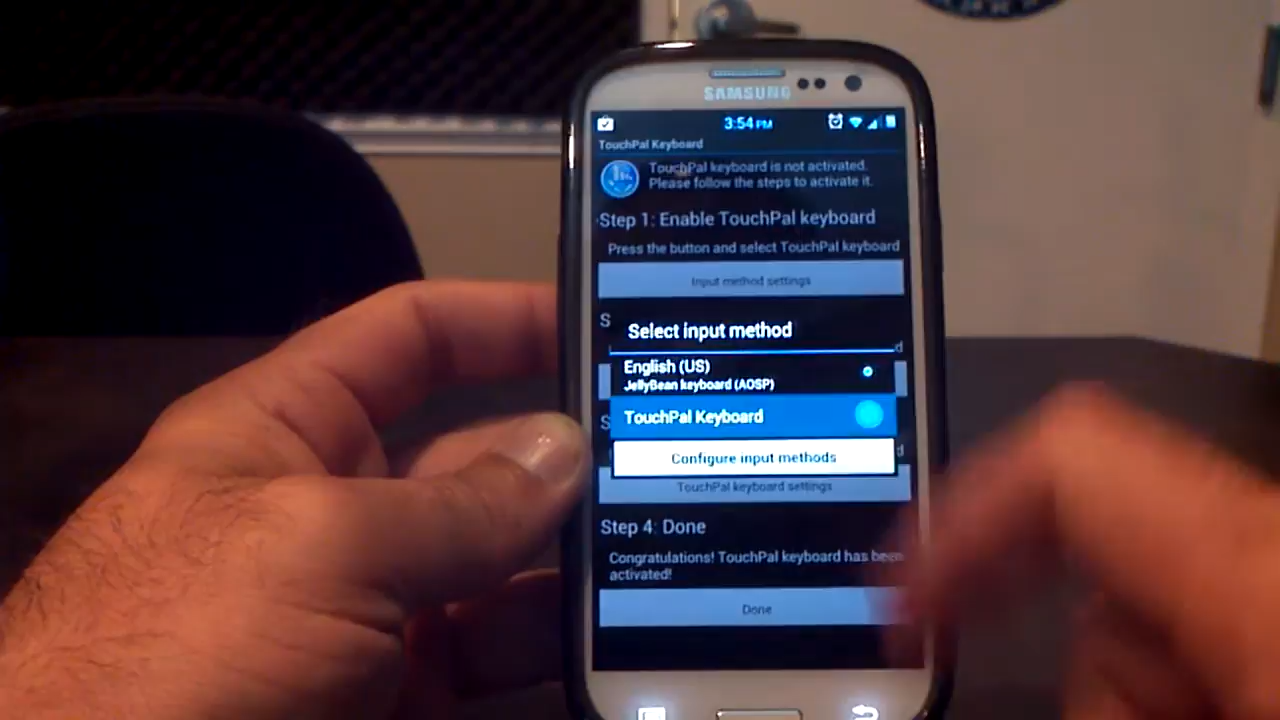 SAMSUNG
3:54 PM
TouchPal Keyboard
TouchPal keyboard is not activated.
Please follow the steps to activate it.
Step 1: Enable TouchPal keyboard
Press the button and select TouchPal keyboard
Input method settings
S
Select input method
d
English (US)
JellyBean keyboard (AOSP)
S
TouchPal Keyboard
d
Configure input methods
TouchPal keyboard settings
Step 4: Done
Congratulations! TouchPal keyboard has been
activated!
Done